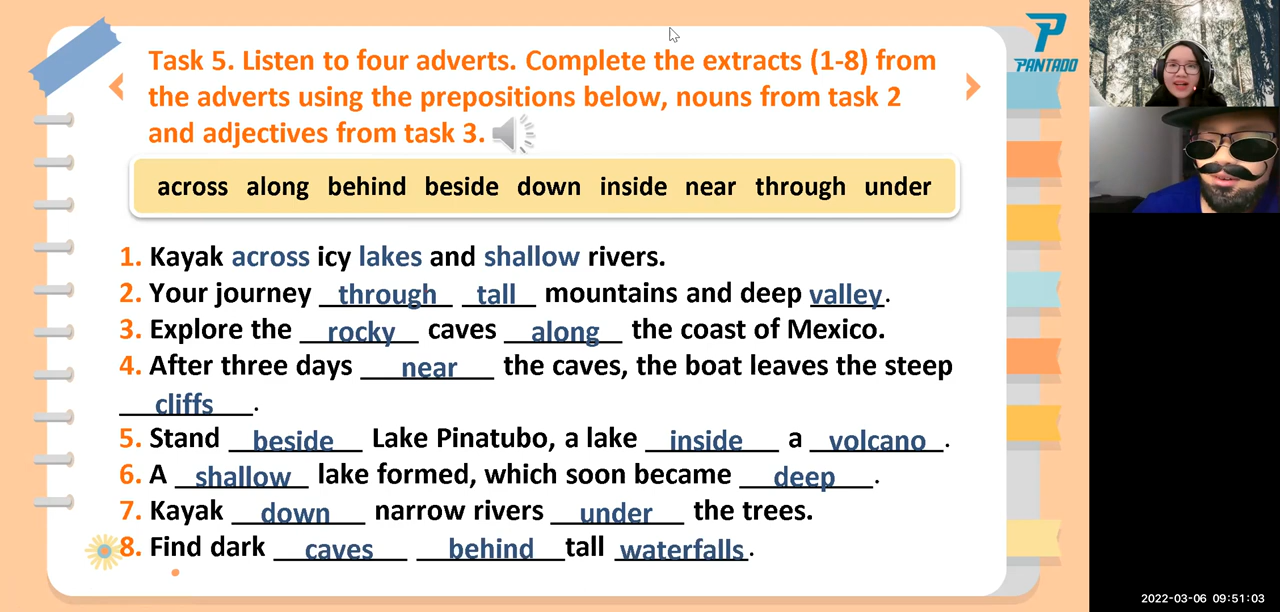 Task 5. Listen to four adverts. Complete the extracts (1-8) from
the adverts using the prepositions below, nouns from task 2
and adjectives from task 3.
PANTADO
across along behind beside down inside near through under
1. Kayak across icy lakes and shallow rivers.
2. Your journey through tall mountains and deep valley.
3. Explore the rocky caves along the coast of Mexico.
4. After three days near the caves, the boat leaves the steep
cliffs.
5. Stand beside Lake Pinatubo, a lake inside a volcano.
6. A shallow lake formed, which soon became deep.
7. Kayak down narrow rivers under the trees.
8. Find dark caves behind tall waterfalls.
2022-03-06 09:51:03